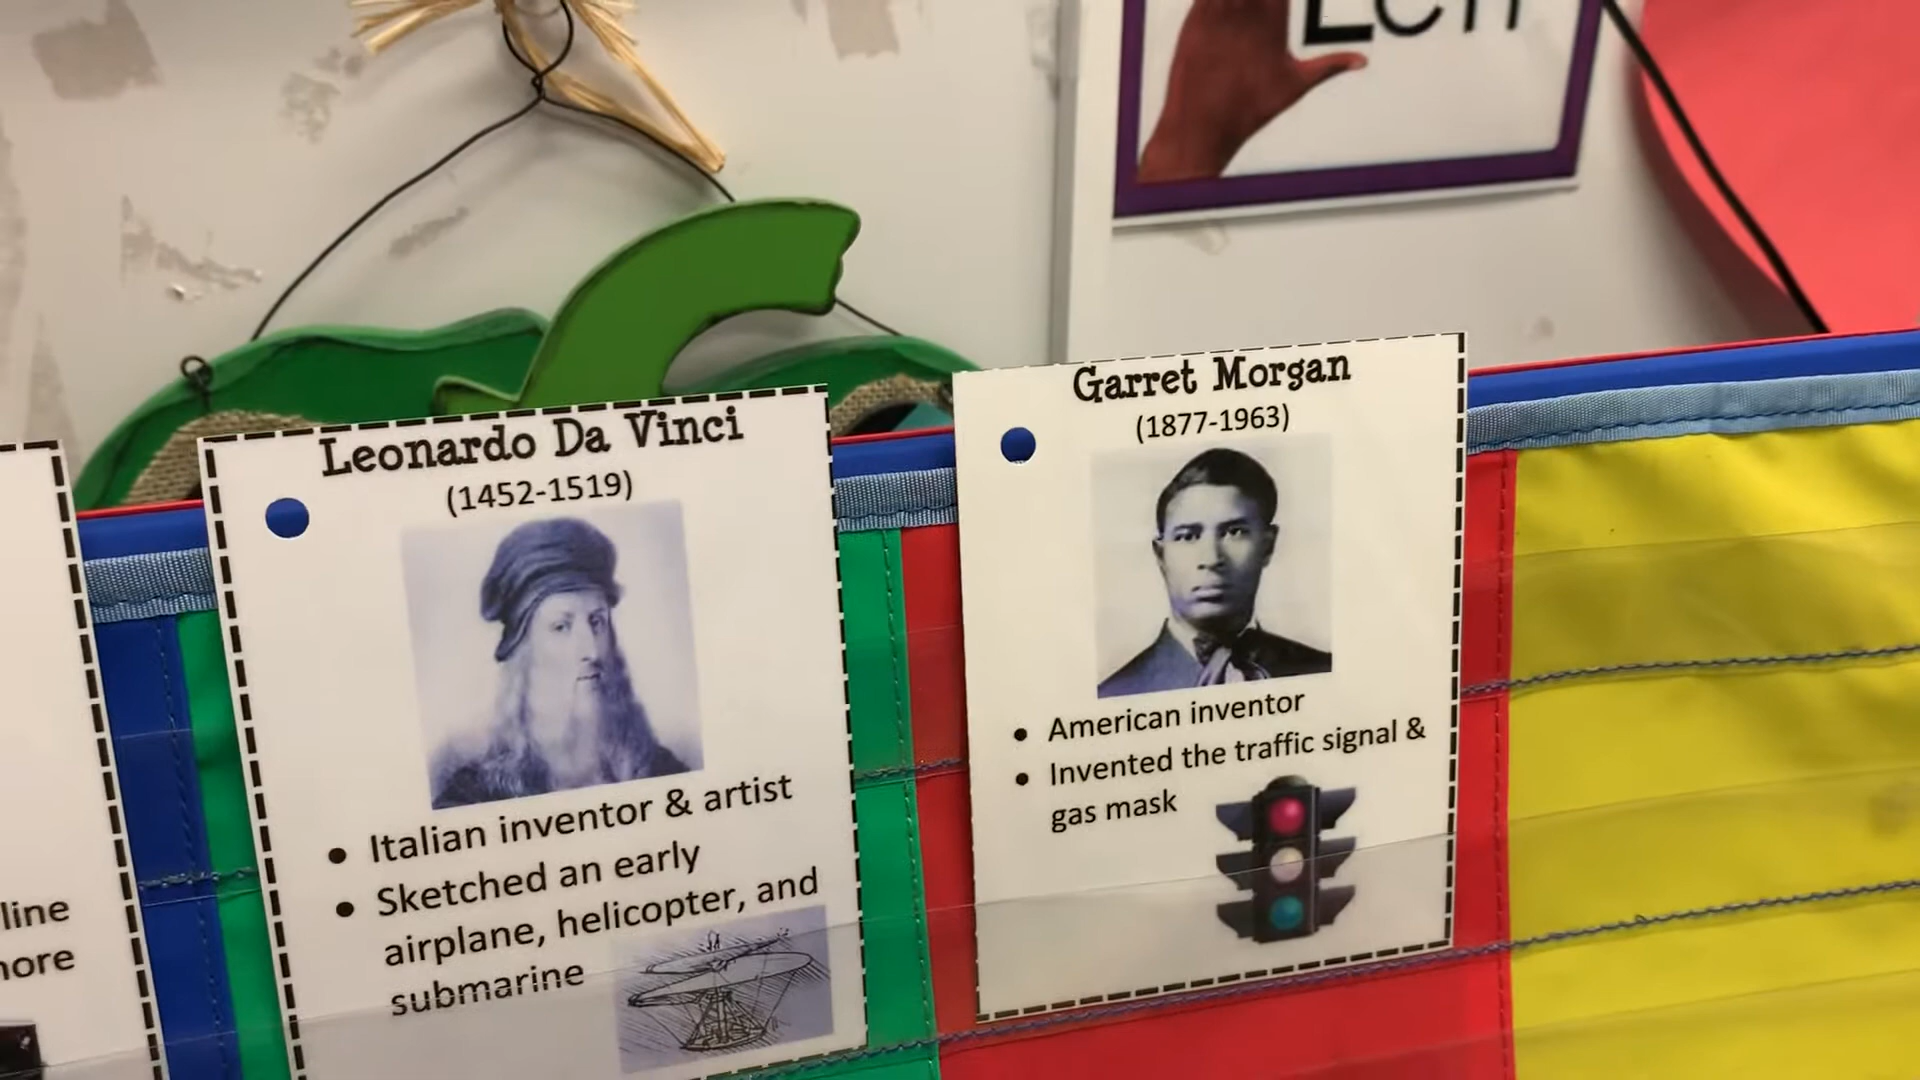 Leonardo Da Vinci
(1452-1519)
• Italian inventor & artist
• Sketched an early
airplane, helicopter, and
submarine
Garret Morgan
(1877-1963)
• American inventor
• Invented the traffic signal &
gas mask
line